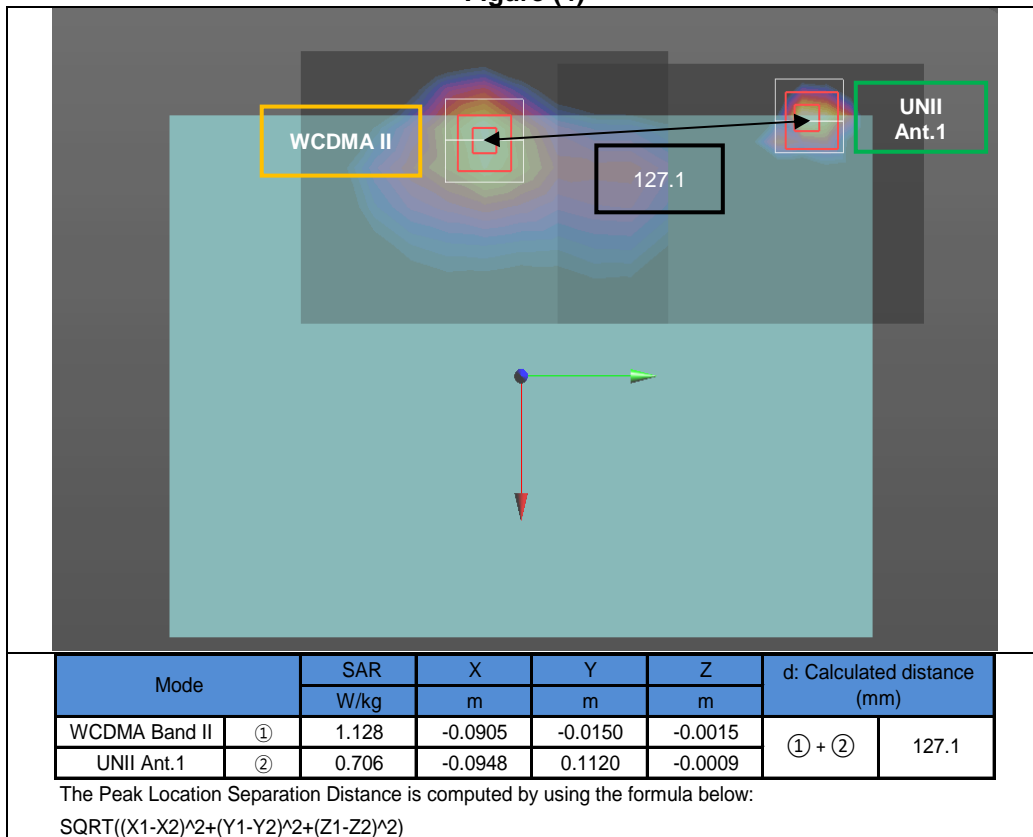 WCDMA II
UNII
Ant.1
127.1
Mode SAR X Y Z d: Calculated distance
(mm)
W/kg m m m
WCDMA Band II ① 1.128 -0.0905 -0.0150 -0.0015 ① + ② 127.1
UNII Ant.1 ② 0.706 -0.0948 0.1120 -0.0009
The Peak Location Separation Distance is computed by using the formula below:
SQRT((X1-X2)^2+(Y1-Y2)^2+(Z1-Z2)^2)